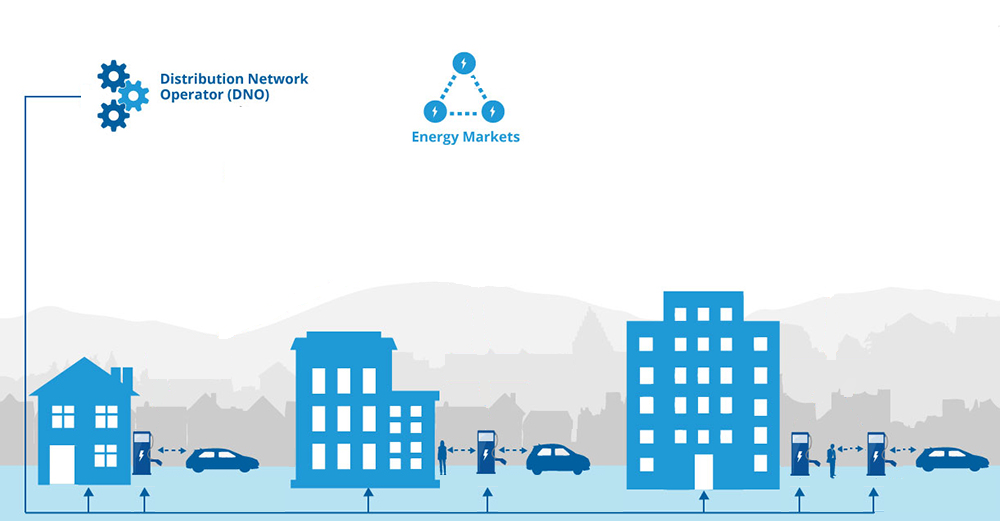 Distribution Network
Operator (DNO)
Energy Markets